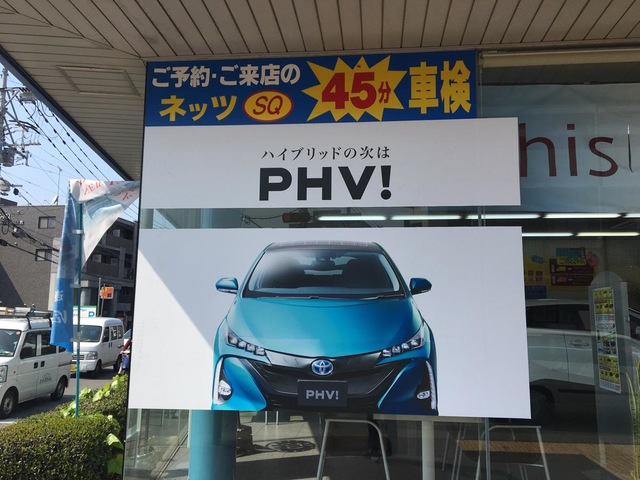 ご予約・ご来店の
ネッツ SQ 45分 車検
ハイブリッドの次は
PHV!
his
PHV!